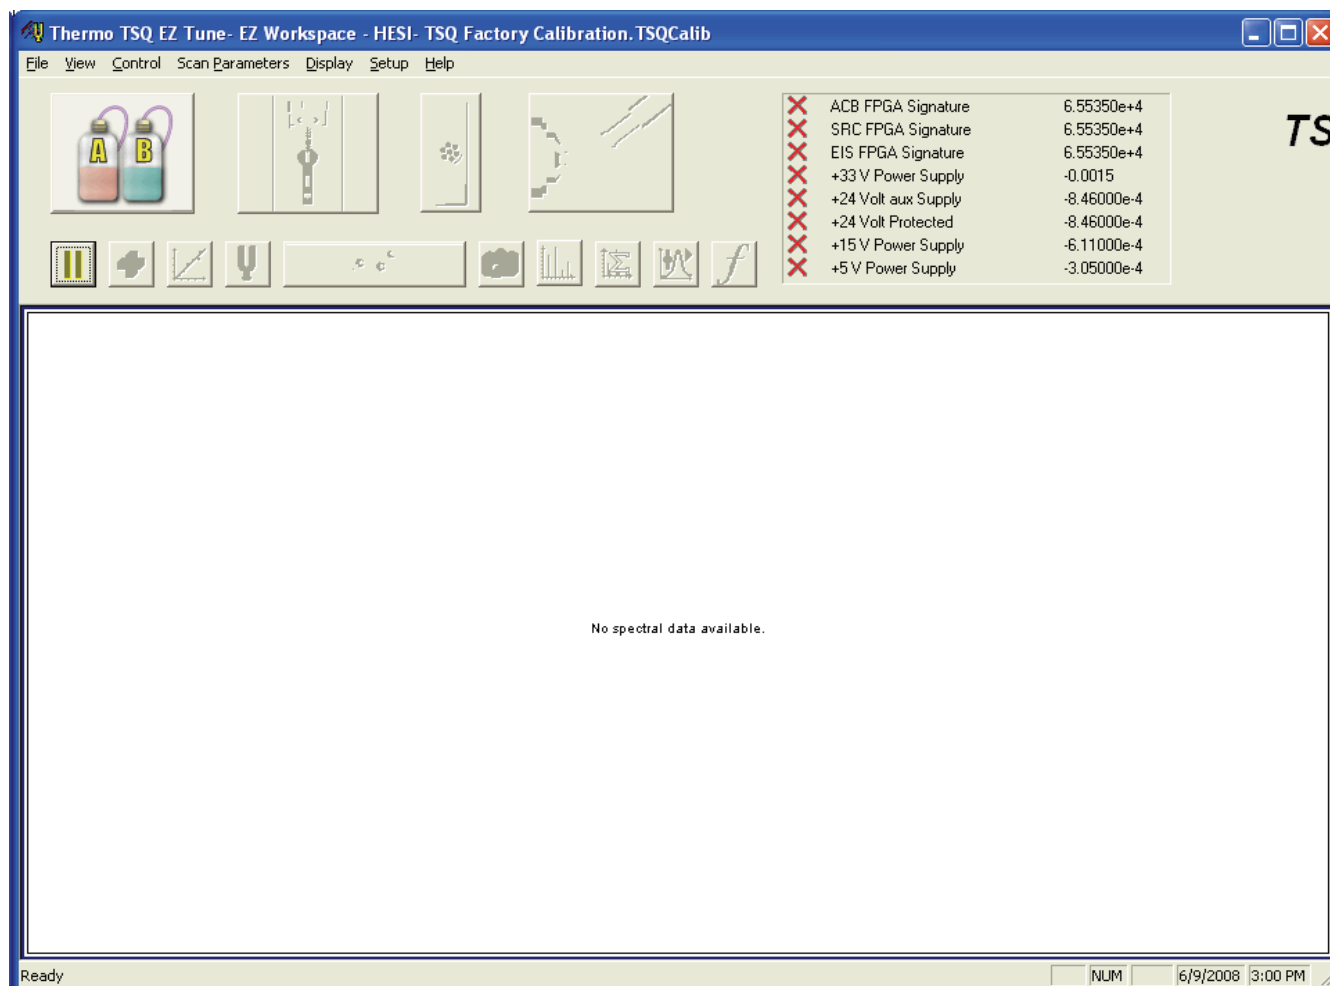 Thermo TSQ EZ Tune- EZ Workspace - HESI- TSQ Factory Calibration.TSQCalib
File View Control Scan Parameters Display Setup Help
A B
ACB FPGA Signature 6.55350e+4
SRC FPGA Signature 6.55350e+4
EIS FPGA Signature 6.55350e+4
+33 V Power Supply -0.0015
+24 Volt aux Supply -8.46000e-4
+24 Volt Protected -8.46000e-4
+15 V Power Supply -6.11000e-4
+5 V Power Supply -3.05000e-4
TS
No spectral data available.
Ready NUM 6/9/2008 3:00 PM